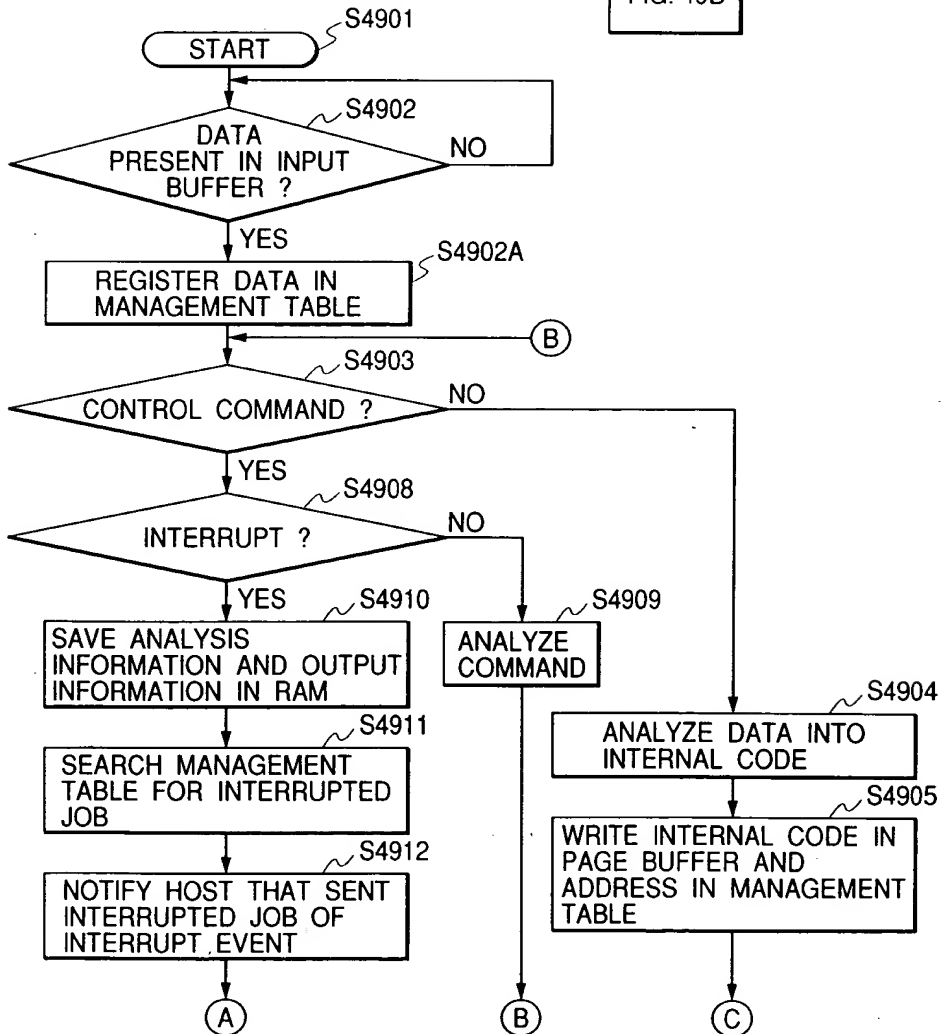 S4901
START
S4902
DATA
PRESENT IN INPUT
BUFFER ?
NO
YES
S4902A
REGISTER DATA IN
MANAGEMENT TABLE
B
S4903
CONTROL COMMAND ?
NO
YES
S4908
INTERRUPT ?
NO
YES
S4910
SAVE ANALYSIS
INFORMATION AND OUTPUT
INFORMATION IN RAM
S4909
ANALYZE
COMMAND
S4904
ANALYZE DATA INTO
INTERNAL CODE
S4911
SEARCH MANAGEMENT
TABLE FOR INTERRUPTED
JOB
S4905
WRITE INTERNAL CODE IN
PAGE BUFFER AND
ADDRESS IN MANAGEMENT
TABLE
S4912
NOTIFY HOST THAT SENT
INTERRUPTED JOB OF
INTERRUPT EVENT
A
B
C